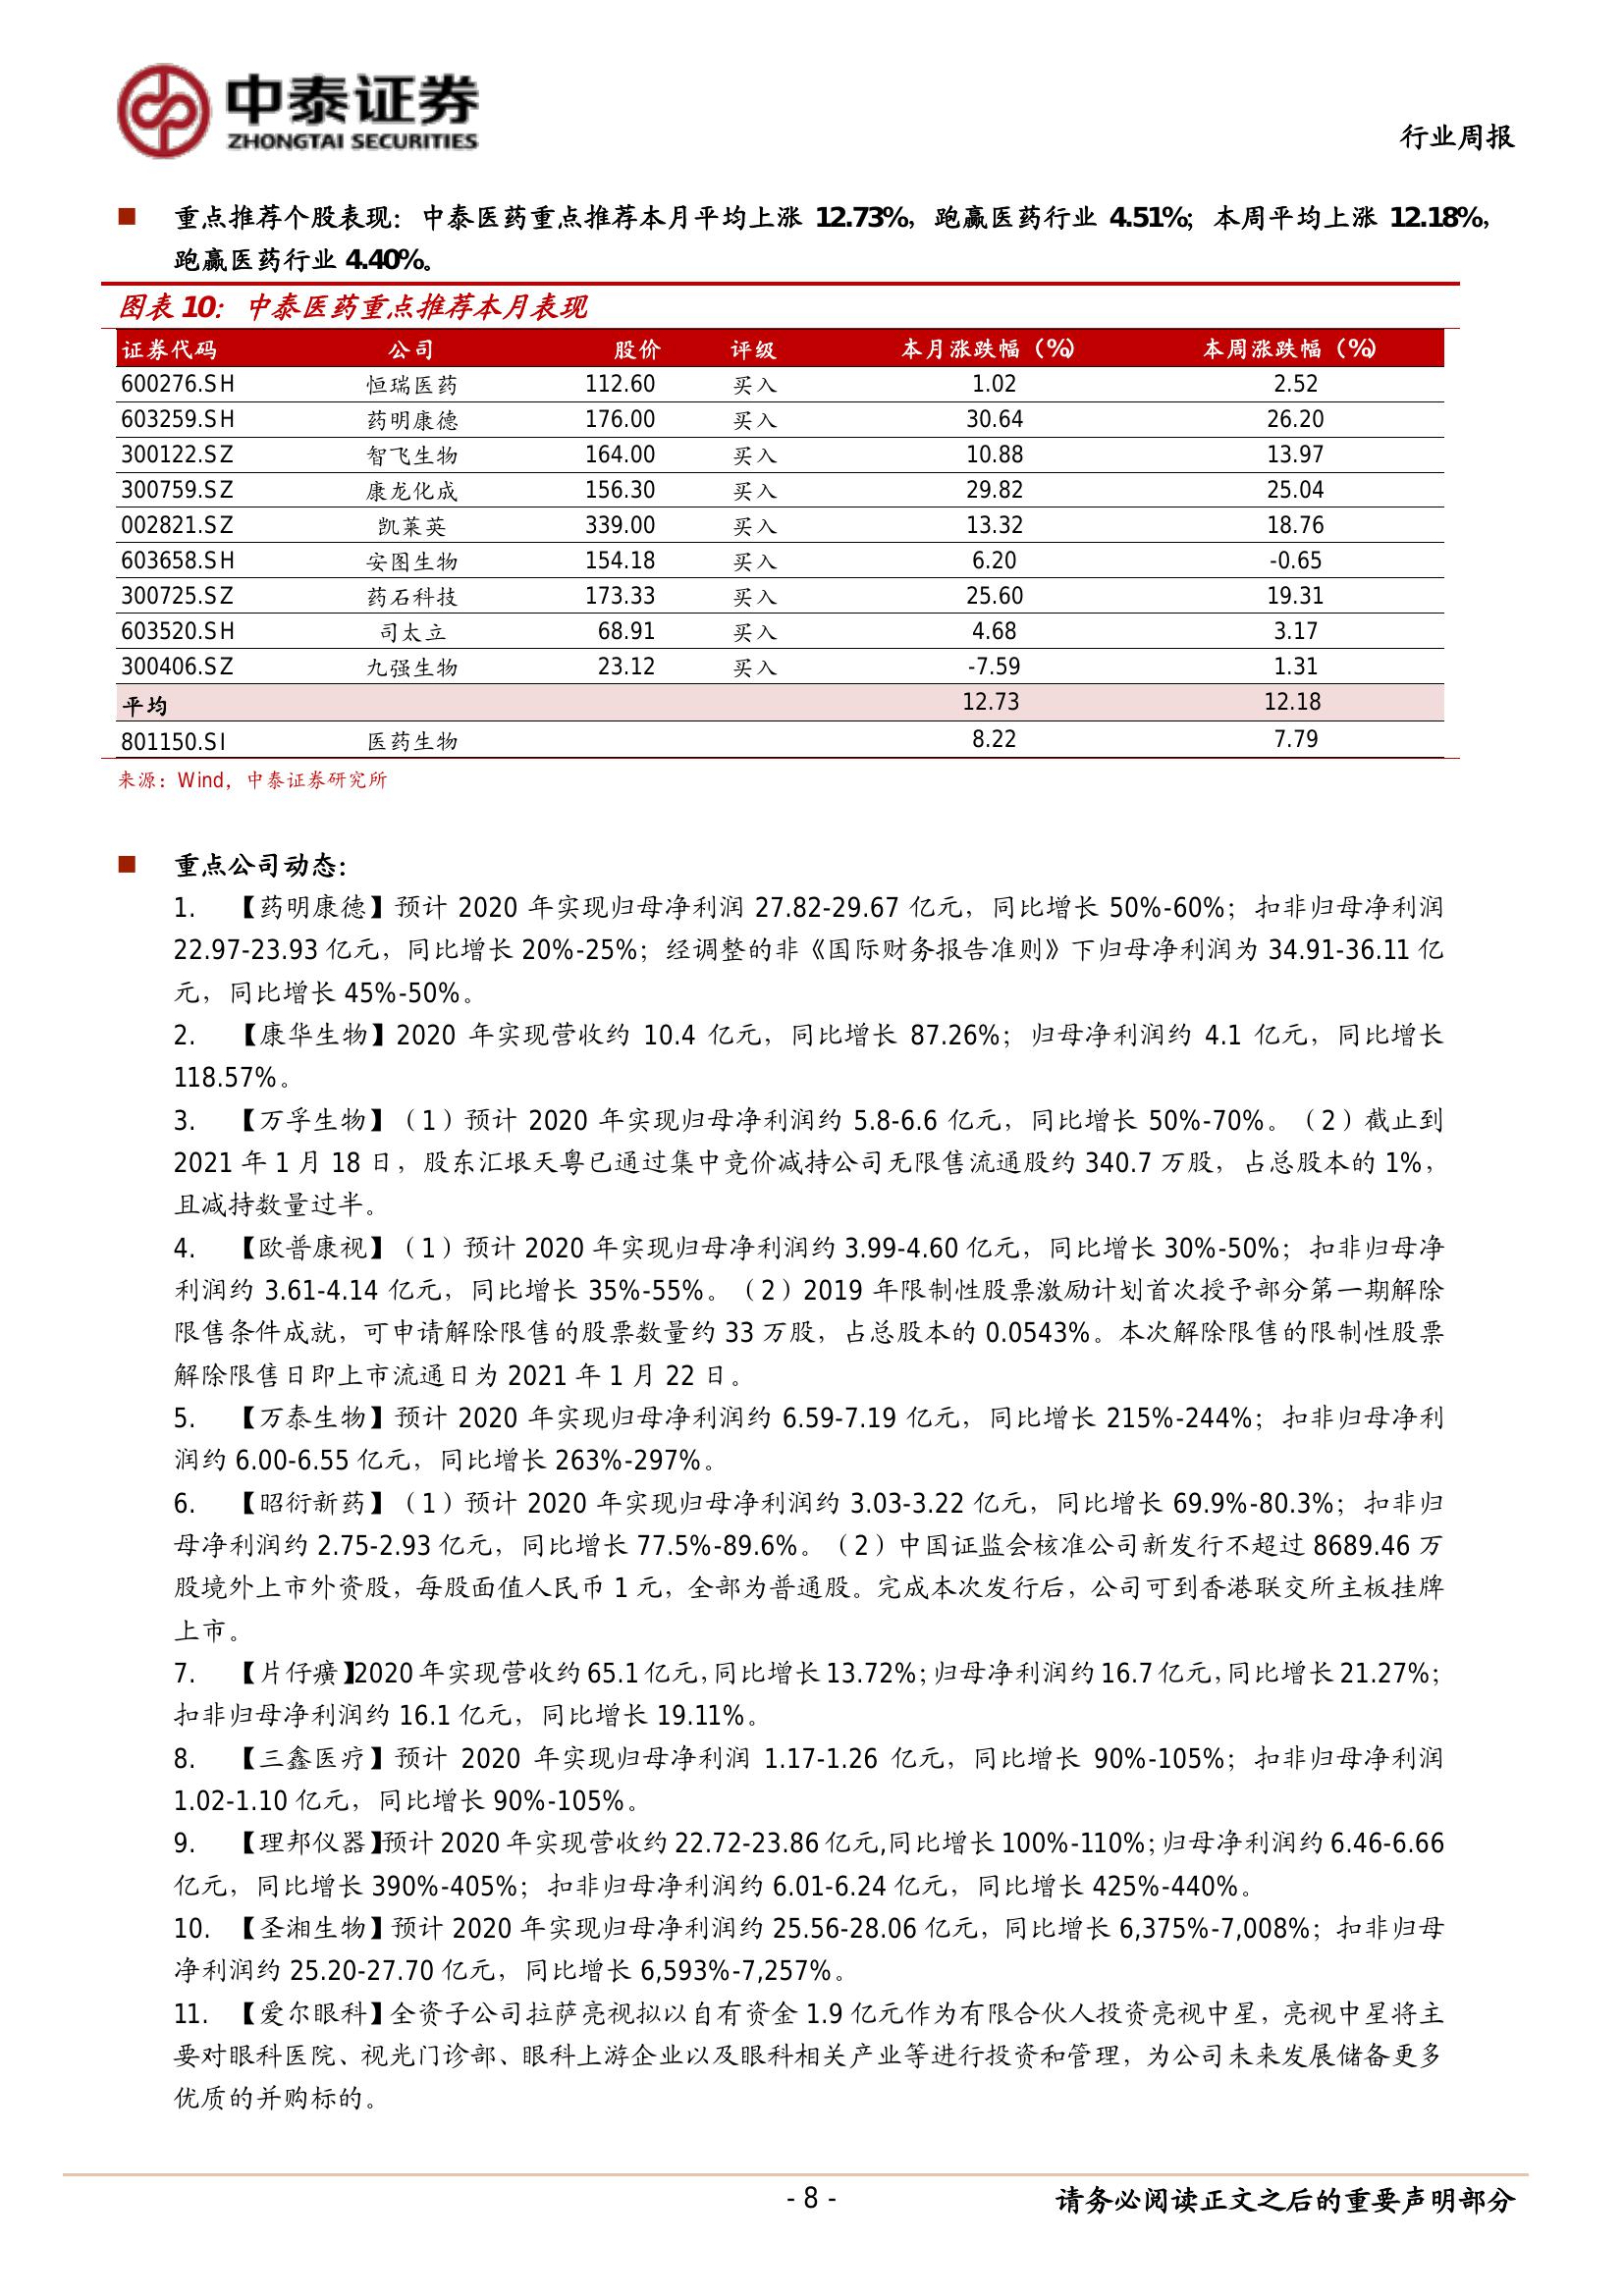 中泰证券
ZHONGTAI SECURITIES
行业周报
■ 重点推荐个股表现：中泰医药重点推荐本月平均上涨 12.73%，跑赢医药行业 4.51%；本周平均上涨 12.18%，
跑赢医药行业 4.40%。
图表 10：中泰医药重点推荐本月表现
证券代码 公司 股价 评级 本月涨跌幅（%） 本周涨跌幅（%）
600276.SH 恒瑞医药 112.60 买入 1.02 2.52
603259.SH 药明康德 176.00 买入 30.64 26.20
300122.SZ 智飞生物 164.00 买入 10.88 13.97
300759.SZ 康龙化成 156.30 买入 29.82 25.04
002821.SZ 凯莱英 339.00 买入 13.32 18.76
603658.SH 安图生物 154.18 买入 6.20 -0.65
300725.SZ 药石科技 173.33 买入 25.60 19.31
603520.SH 司太立 68.91 买入 4.68 3.17
300406.SZ 九强生物 23.12 买入 -7.59 1.31
平均 12.73 12.18
801150.SI 医药生物 8.22 7.79
来源：Wind，中泰证券研究所
■ 重点公司动态：
1. 【药明康德】预计 2020 年实现归母净利润 27.82-29.67 亿元，同比增长 50%-60%；扣非归母净利润
22.97-23.93 亿元，同比增长 20%-25%；经调整的非《国际财务报告准则》下归母净利润为 34.91-36.11 亿
元，同比增长 45%-50%。
2. 【康华生物】2020 年实现营收约 10.4 亿元，同比增长 87.26%；归母净利润约 4.1 亿元，同比增长
118.57%。
3. 【万孚生物】（1）预计 2020 年实现归母净利润约 5.8-6.6 亿元，同比增长 50%-70%。（2）截止到
2021 年 1 月 18 日，股东汇垠天粤已通过集中竞价减持公司无限售流通股约 340.7 万股，占总股本的 1%，
且减持数量过半。
4. 【欧普康视】（1）预计 2020 年实现归母净利润约 3.99-4.60 亿元，同比增长 30%-50%；扣非归母净
利润约 3.61-4.14 亿元，同比增长 35%-55%。（2）2019 年限制性股票激励计划首次授予部分第一期解除
限售条件成就，可申请解除限售的股票数量约 33 万股，占总股本的 0.0543%。本次解除限售的限制性股票
解除限售日即上市流通日为 2021 年 1 月 22 日。
5. 【万泰生物】预计 2020 年实现归母净利润约 6.59-7.19 亿元，同比增长 215%-244%；扣非归母净利
润约 6.00-6.55 亿元，同比增长 263%-297%。
6. 【昭衍新药】（1）预计 2020 年实现归母净利润约 3.03-3.22 亿元，同比增长 69.9%-80.3%；扣非归
母净利润约 2.75-2.93 亿元，同比增长 77.5%-89.6%。（2）中国证监会核准公司新发行不超过 8689.46 万
股境外上市外资股，每股面值人民币 1 元，全部为普通股。完成本次发行后，公司可到香港联交所主板挂牌
上市。
7. 【片仔癀】2020 年实现营收约 65.1 亿元，同比增长 13.72%；归母净利润约 16.7 亿元，同比增长 21.27%；
扣非归母净利润约 16.1 亿元，同比增长 19.11%。
8. 【三鑫医疗】预计 2020 年实现归母净利润 1.17-1.26 亿元，同比增长 90%-105%；扣非归母净利润
1.02-1.10 亿元，同比增长 90%-105%。
9. 【理邦仪器】预计 2020 年实现营收约 22.72-23.86 亿元,同比增长 100%-110%；归母净利润约 6.46-6.66
亿元，同比增长 390%-405%；扣非归母净利润约 6.01-6.24 亿元，同比增长 425%-440%。
10. 【圣湘生物】预计 2020 年实现归母净利润约 25.56-28.06 亿元，同比增长 6,375%-7,008%；扣非归母
净利润约 25.20-27.70 亿元，同比增长 6,593%-7,257%。
11. 【爱尔眼科】全资子公司拉萨亮视拟以自有资金 1.9 亿元作为有限合伙人投资亮视中星，亮视中星将主
要对眼科医院、视光门诊部、眼科上游企业以及眼科相关产业等进行投资和管理，为公司未来发展储备更多
优质的并购标的。
- 8 -
请务必阅读正文之后的重要声明部分